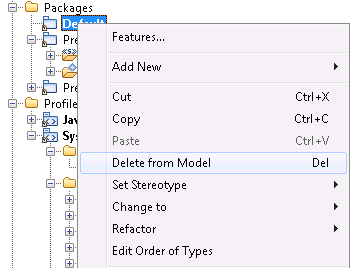 Packages
Default
Features...
Pre
Add New
Cut Ctrl+X
Copy Ctrl+C
Pre
Paste Ctrl+V
Profile
Jav
Delete from Model Del
Sys
Set Stereotype
Change to
Refactor
Edit Order of Types